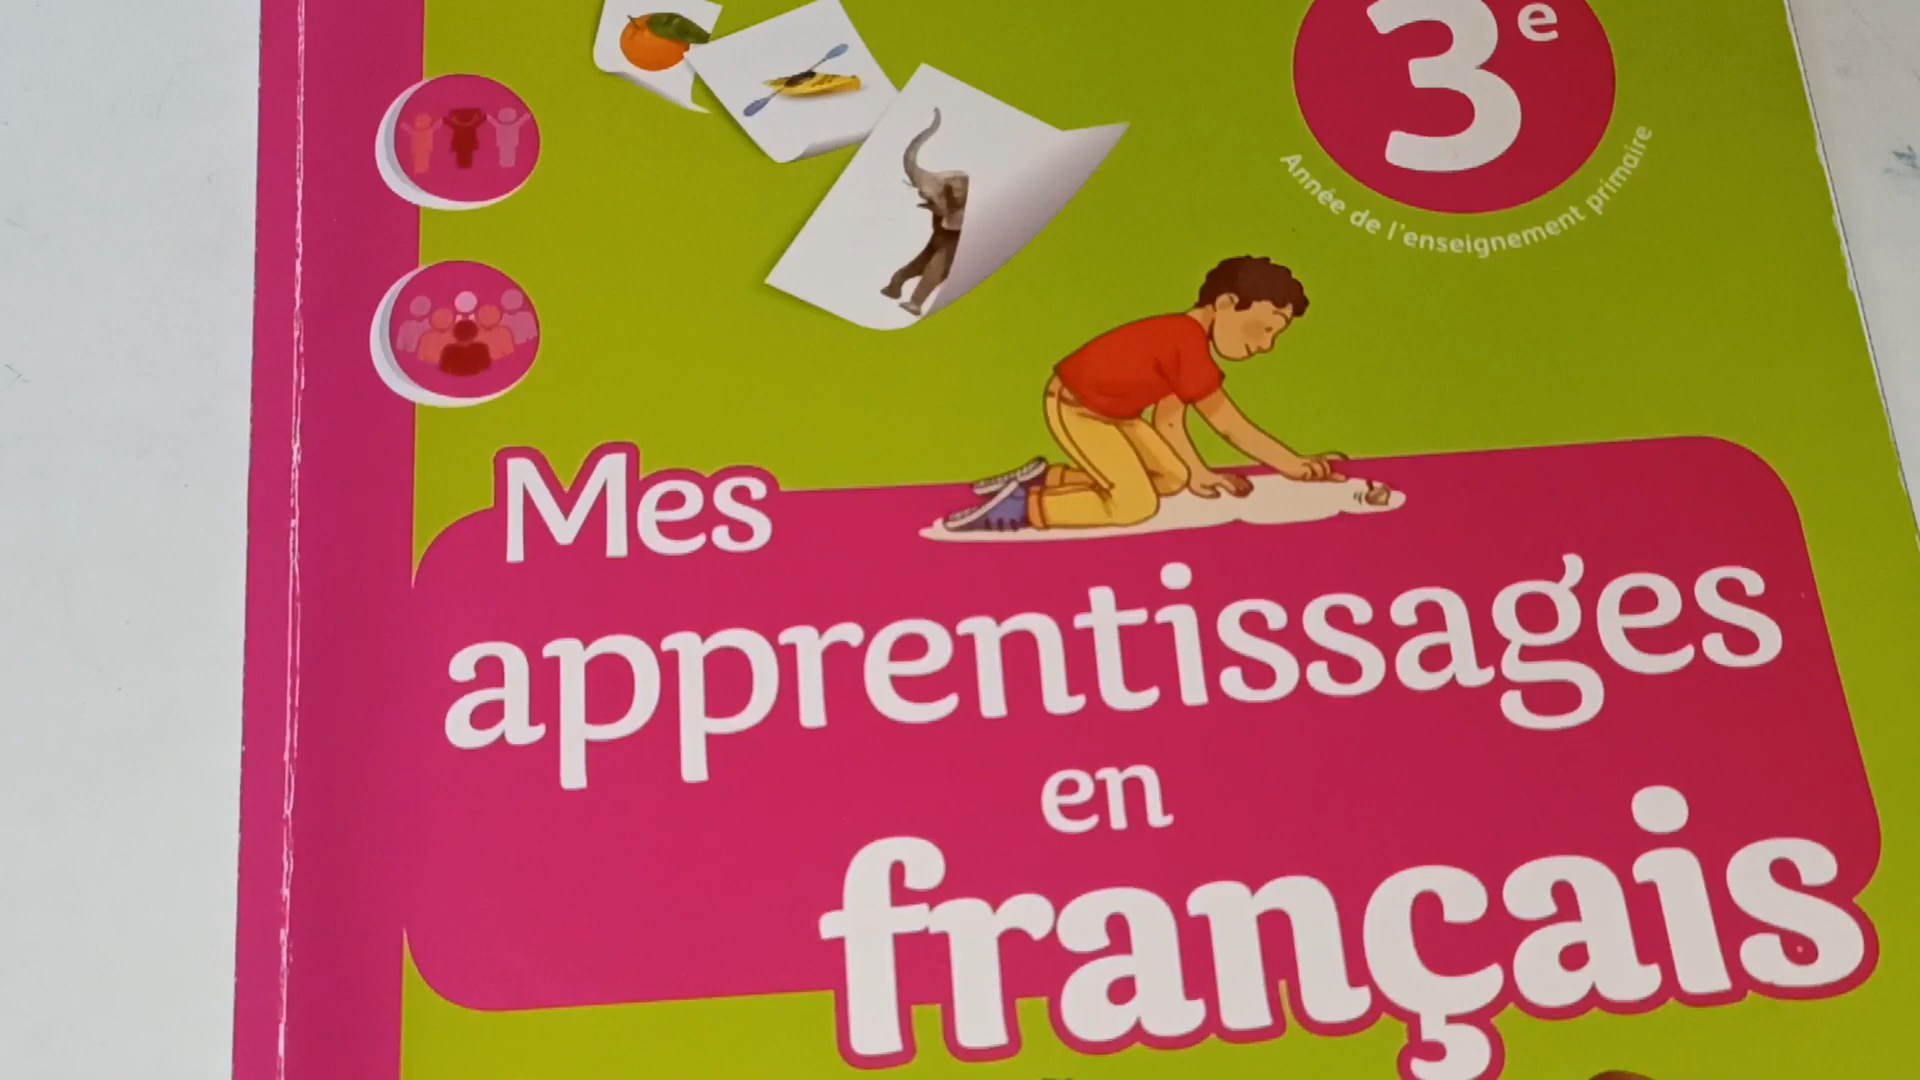 3e
Année de l'enseignement primaire
Mes
apprentissages
en
français